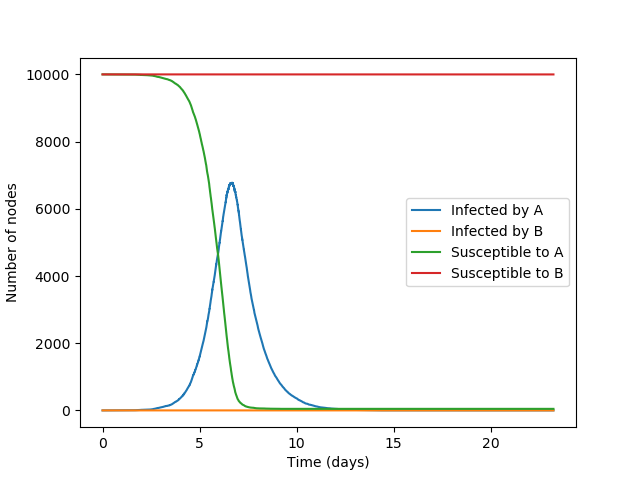 10000
8000
6000
4000
2000
0
Number of nodes
Infected by A
Infected by B
Susceptible to A
Susceptible to B
0 5 10 15 20
Time (days)